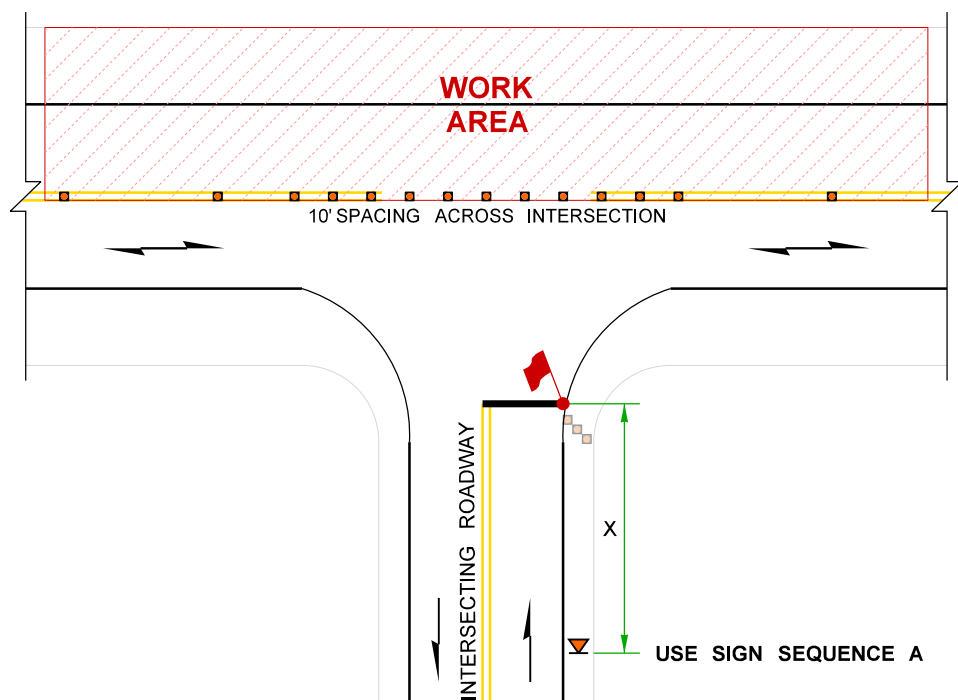 WORK
AREA
10' SPACING ACROSS INTERSECTION
INTERSECTING ROADWAY
X
USE SIGN SEQUENCE A